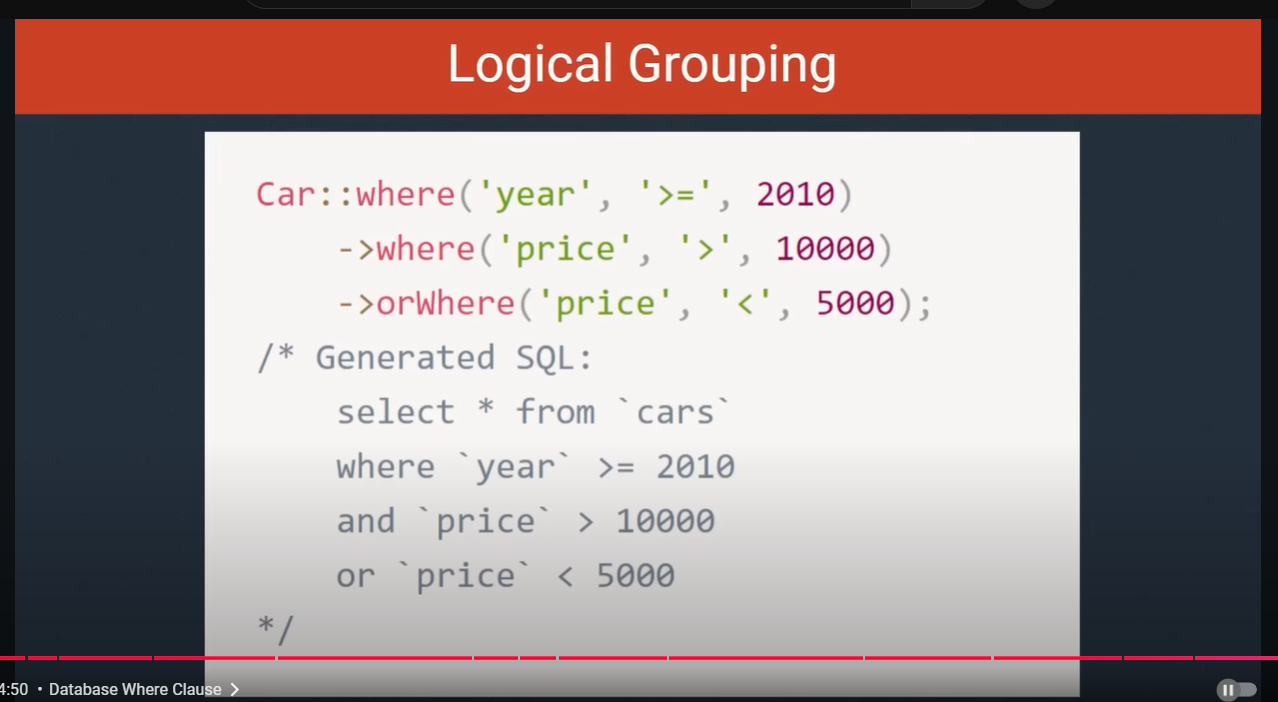 Logical Grouping
Car::where('year', '>=', 2010)
    ->where('price', '>', 10000)
    ->orWhere('price', '<', 5000);
/* Generated SQL:
    select * from `cars`
    where `year` >= 2010
    and `price` > 10000
    or `price` < 5000
*/
4:50 • Database Where Clause >